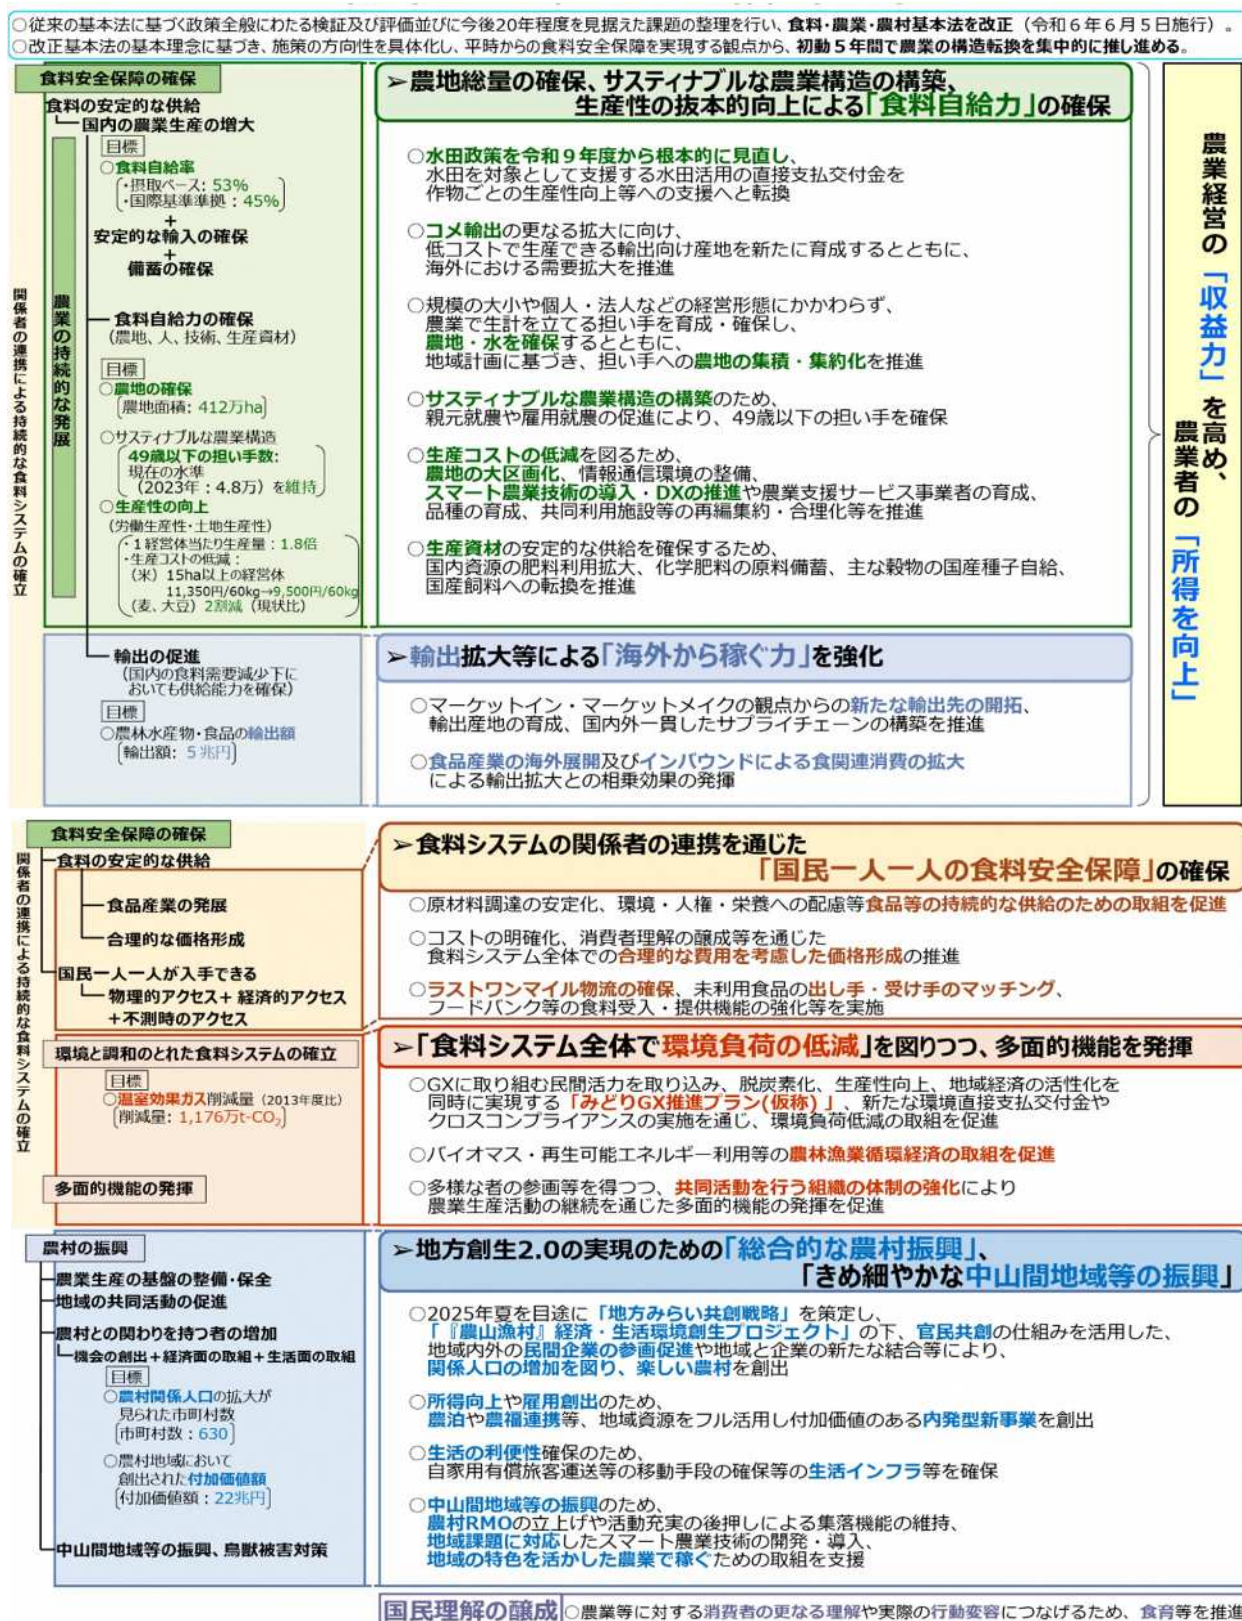 ○従来の基本法に基づく政策全般にわたる検証及び評価並びに今後20年程度を見据えた課題の整理を行い、食料・農業・農村基本法を改正（令和６年６月５日施行）。
○改正基本法の基本理念に基づき、施策の方向性を具体化し、平時からの食料安全保障を実現する観点から、初動５年間で農業の構造転換を集中的に推し進める。
関係者の連携による持続的な食料システムの確立
食料安全保障の確保
食料の安定的な供給
国内の農業生産の増大
農業の持続的な発展
目標
○食料自給率
・摂取ベース：53%
・国際基準準拠：45%
+
安定的な輸入の確保
+
備蓄の確保
食料自給力の確保
（農地、人、技術、生産資材）
目標
○農地の確保
農地面積：412万ha
○サスティナブルな農業構造
49歳以下の担い手数：
現在の水準
（2023年：4.8万）を維持
○生産性の向上
（労働生産性・土地生産性）
・１経営体当たり生産量：1.8倍
・生産コストの低減：
（米）15ha以上の経営体
11,350円/60kg→9,500円/60kg
（麦、大豆）2割減（現状比）
➢農地総量の確保、サスティナブルな農業構造の構築、
生産性の抜本的向上による「食料自給力」の確保
○水田政策を令和９年度から根本的に見直し、
水田を対象として支援する水田活用の直接支払交付金を
作物ごとの生産性向上等への支援へと転換
○コメ輸出の更なる拡大に向け、
低コストで生産できる輸出向け産地を新たに育成するとともに、
海外における需要拡大を推進
○規模の大小や個人・法人などの経営形態にかかわらず、
農業で生計を立てる担い手を育成・確保し、
農地・水を確保するとともに、
地域計画に基づき、担い手への農地の集積・集約化を推進
○サスティナブルな農業構造の構築のため、
親元就農や雇用就農の促進により、49歳以下の担い手を確保
○生産コストの低減を図るため、
農地の大区画化、情報通信環境の整備、
スマート農業技術の導入・DXの推進や農業支援サービス事業者の育成、
品種の育成、共同利用施設等の再編集約・合理化等を推進
○生産資材の安定的な供給を確保するため、
国内資源の肥料利用拡大、化学肥料の原料備蓄、主な穀物の国産種子自給、
国産飼料への転換を推進
輸出の促進
（国内の食料需要減少下に
おいても供給能力を確保）
目標
○農林水産物・食品の輸出額
輸出額：５兆円
➢輸出拡大等による「海外から稼ぐ力」を強化
○マーケットイン・マーケットメイクの観点からの新たな輸出先の開拓、
輸出産地の育成、国内外一貫したサプライチェーンの構築を推進
○食品産業の海外展開及びインバウンドによる食関連消費の拡大
による輸出拡大との相乗効果の発揮
農業経営の「収益力」を高め、
農業者の「所得を向上」
関係者の連携による持続的な食料システムの確立
食料安全保障の確保
食料の安定的な供給
食品産業の発展
合理的な価格形成
国民一人一人が入手できる
物理的アクセス＋経済的アクセス
＋不測時のアクセス
➢食料システムの関係者の連携を通じた
「国民一人一人の食料安全保障」の確保
○原材料調達の安定化、環境・人権・栄養への配慮等食品等の持続的な供給のための取組を促進
○コストの明確化、消費者理解の醸成等を通じた
食料システム全体での合理的な費用を考慮した価格形成の推進
○ラストワンマイル物流の確保、未利用食品の出し手・受け手のマッチング、
フードバンク等の食料受入・提供機能の強化等を実施
環境と調和のとれた食料システムの確立
目標
○温室効果ガス削減量（2013年度比）
削減量：1,176万t-CO₂
多面的機能の発揮
➢「食料システム全体で環境負荷の低減」を図りつつ、多面的機能を発揮
○GXに取り組む民間活力を取り込み、脱炭素化、生産性向上、地域経済の活性化を
同時に実現する「みどりGX推進プラン(仮称)」、新たな環境直接支払交付金や
クロスコンプライアンスの実施を通じ、環境負荷低減の取組を促進
○バイオマス・再生可能エネルギー利用等の農林漁業循環経済の取組を促進
○多様な者の参画等を得つつ、共同活動を行う組織の体制の強化により
農業生産活動の継続を通じた多面的機能の発揮を促進
農村の振興
農業生産の基盤の整備・保全
地域の共同活動の促進
農村との関わりを持つ者の増加
機会の創出＋経済面の取組＋生活面の取組
目標
○農村関係人口の拡大が
見られた市町村数
市町村数：630
○農村地域において
創出された付加価値額
付加価値額：22兆円
中山間地域等の振興、鳥獣被害対策
➢地方創生2.0の実現のための「総合的な農村振興」、
「きめ細やかな中山間地域等の振興」
○2025年夏を目途に「地方みらい共創戦略」を策定し、
「『農山漁村』経済・生活環境創生プロジェクト」の下、官民共創の仕組みを活用した、
地域内外の民間企業の参画促進や地域と企業の新たな結合等により、
関係人口の増加を図り、楽しい農村を創出
○所得向上や雇用創出のため、
農泊や農福連携等、地域資源をフル活用し付加価値のある内発型新事業を創出
○生活の利便性確保のため、
自家用有償旅客運送等の移動手段の確保等の生活インフラ等を確保
○中山間地域等の振興のため、
農村RMOの立上げや活動充実の後押しによる集落機能の維持、
地域課題に対応したスマート農業技術の開発・導入、
地域の特色を活かした農業で稼ぐための取組を支援
国民理解の醸成 ○農業等に対する消費者の更なる理解や実際の行動変容につなげるため、食育等を推進